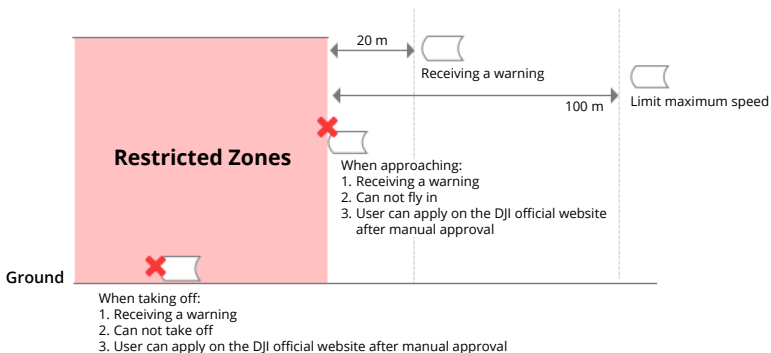 20 m
Receiving a warning
100 m
Limit maximum speed
Restricted Zones
When approaching:
1. Receiving a warning
2. Can not fly in
3. User can apply on the DJI official website
after manual approval
Ground
When taking off:
1. Receiving a warning
2. Can not take off
3. User can apply on the DJI official website after manual approval